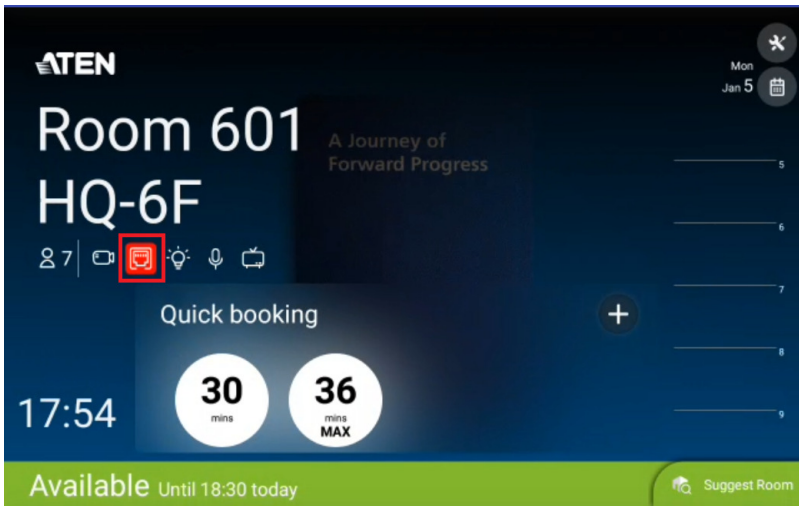 ATEN
Mon
Jan 5
Room 601
HQ-6F
A Journey of
Forward Progress
7
Quick booking
30
mins
36
mins
MAX
17:54
5
6
7
8
9
Available Until 18:30 today
Suggest Room